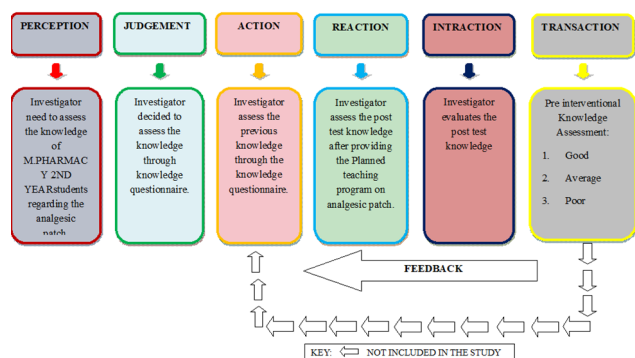 PERCEPTION
JUDGEMENT
ACTION
REACTION
INTRACTION
TRANSACTION
Investigator
need to assess
the knowledge
of
M.PHARMAC
Y 2ND
YEARstudents
regarding the
analgesic
patch
Investigator
decided to
assess the
knowledge
through
knowledge
questionnaire.
Investigator
assess the
previous
knowledge
through the
knowledge
questionnaire.
Investigator
assess the post
test knowledge
after providing
the Planned
teaching
program on
analgesic patch.
Investigator
evaluates the
post test
knowledge
Pre interventional
Knowledge
Assessment:
1. Good
2. Average
3. Poor
FEEDBACK
KEY: NOT INCLUDED IN THE STUDY